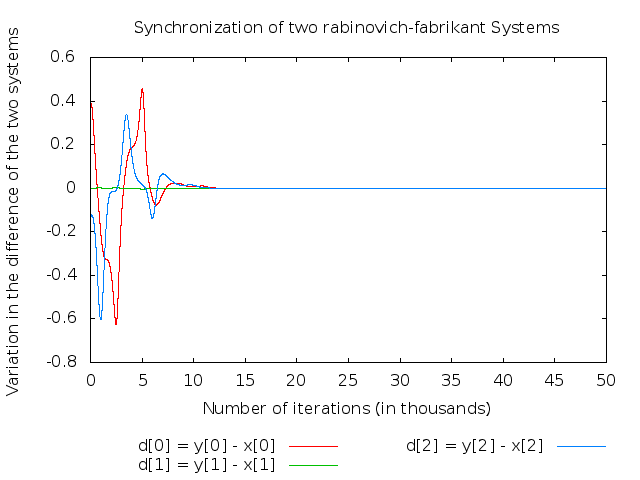 Synchronization of two rabinovich-fabrikant Systems
Variation in the difference of the two systems
0.6
0.4
0.2
0
-0.2
-0.4
-0.6
-0.8
0 5 10 15 20 25 30 35 40 45 50
Number of iterations (in thousands)
d[0] = y[0] - x[0]
d[1] = y[1] - x[1]
d[2] = y[2] - x[2]